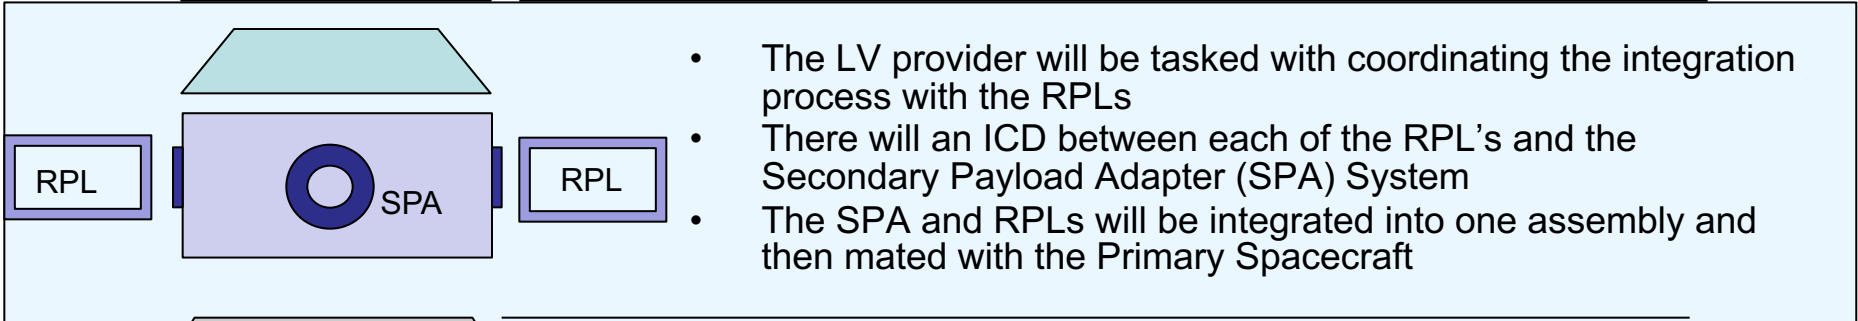 RPL
SPA
RPL
• The LV provider will be tasked with coordinating the integration
process with the RPLs
• There will an ICD between each of the RPL’s and the
Secondary Payload Adapter (SPA) System
• The SPA and RPLs will be integrated into one assembly and
then mated with the Primary Spacecraft